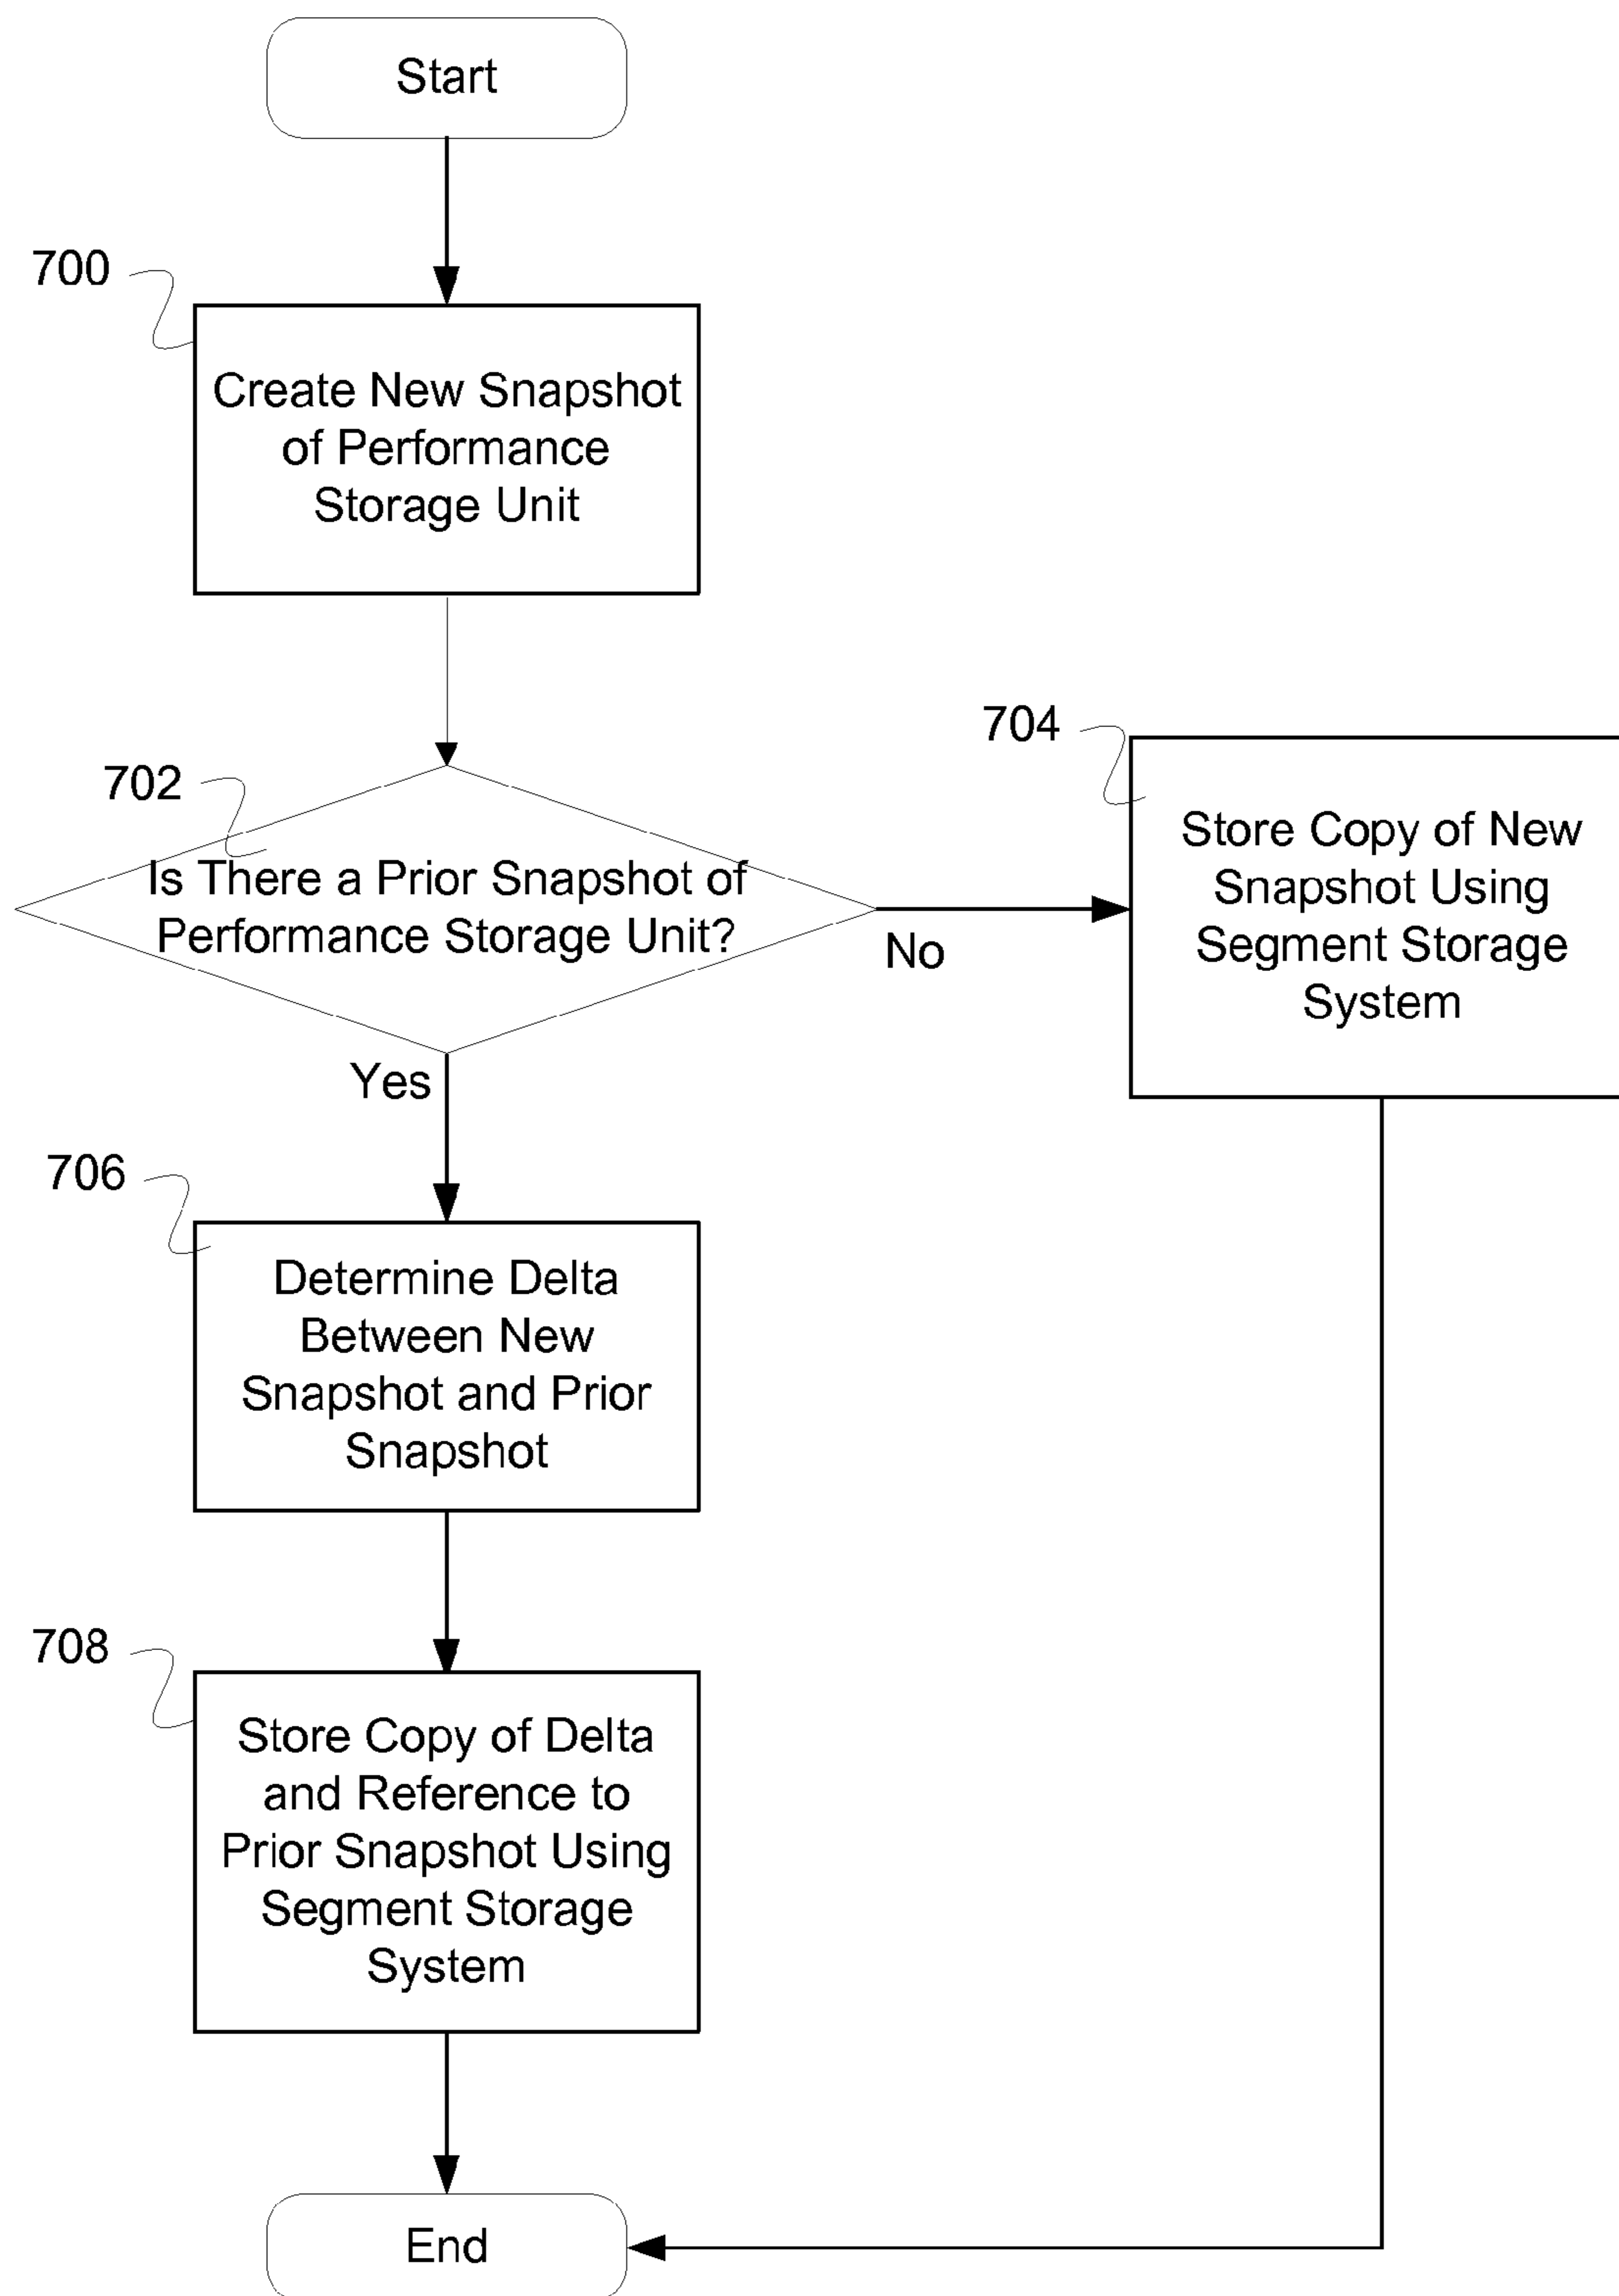 Start
700
Create New Snapshot
of Performance
Storage Unit
702
Is There a Prior Snapshot of
Performance Storage Unit?
No
704
Store Copy of New
Snapshot Using
Segment Storage
System
Yes
706
Determine Delta
Between New
Snapshot and Prior
Snapshot
708
Store Copy of Delta
and Reference to
Prior Snapshot Using
Segment Storage
System
End